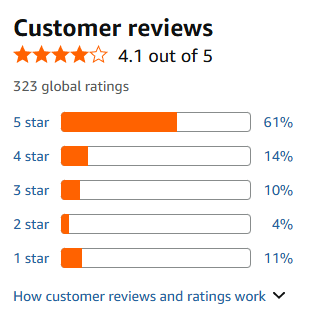 Customer reviews
4.1 out of 5
323 global ratings
5 star 61%
4 star 14%
3 star 10%
2 star 4%
1 star 11%
How customer reviews and ratings work